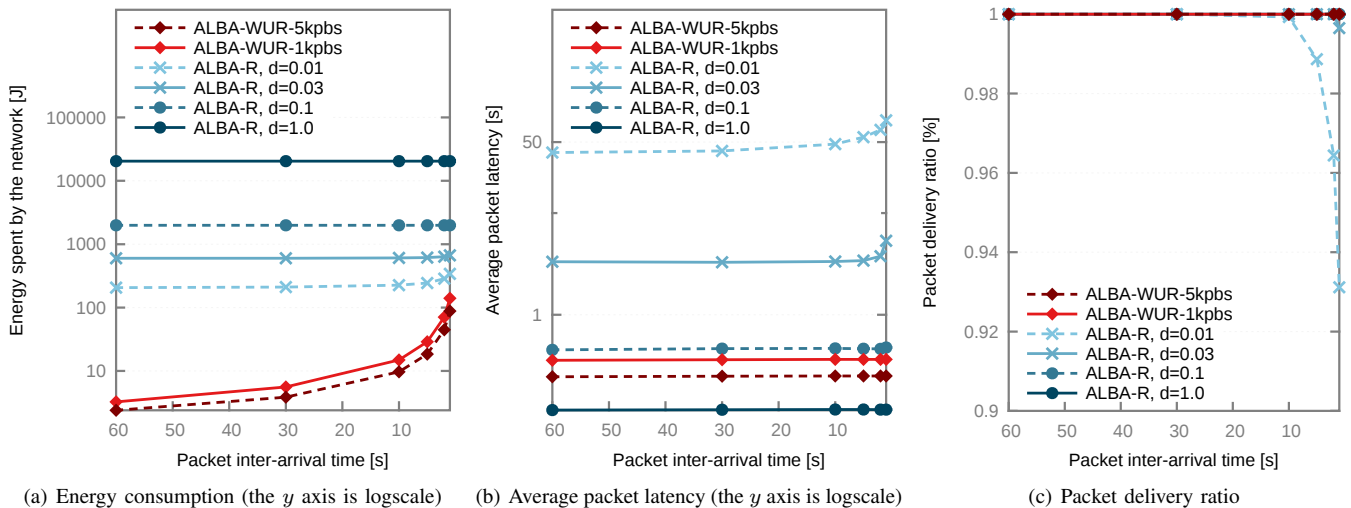 Energy spent by the network [J]
100000
10000
1000
100
10
60
50
40
30
20
10
Packet inter-arrival time [s]
ALBA-WUR-5kpbs
ALBA-WUR-1kpbs
ALBA-R, d=0.01
ALBA-R, d=0.03
ALBA-R, d=0.1
ALBA-R, d=1.0
(a) Energy consumption (the y axis is logscale)
Average packet latency [s]
50
1
60
50
40
30
20
10
Packet inter-arrival time [s]
ALBA-WUR-5kpbs
ALBA-WUR-1kpbs
ALBA-R, d=0.01
ALBA-R, d=0.03
ALBA-R, d=0.1
ALBA-R, d=1.0
(b) Average packet latency (the y axis is logscale)
Packet delivery ratio [%]
1
0.98
0.96
0.94
0.92
0.9
60
50
40
30
20
10
Packet inter-arrival time [s]
ALBA-WUR-5kpbs
ALBA-WUR-1kpbs
ALBA-R, d=0.01
ALBA-R, d=0.03
ALBA-R, d=0.1
ALBA-R, d=1.0
(c) Packet delivery ratio